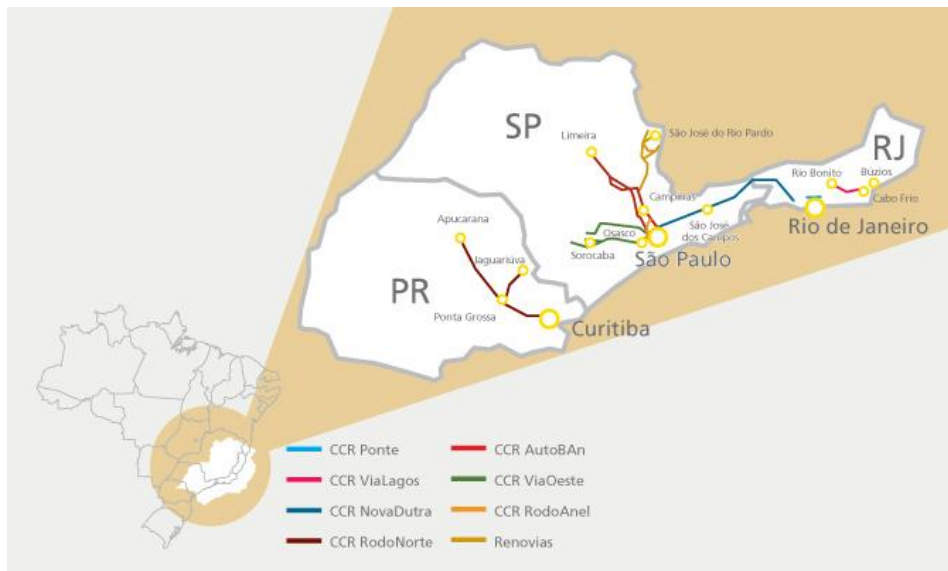 SP
Limeira
São José do Rio Pardo
RJ
Rio Bonito
Búzios
Cabo Frio
Campinas
Rio de Janeiro
São José
dos Campos
Osasco
Sorocaba
São Paulo
Apucarana
Jaguariúva
PR
Ponta Grossa
Curitiba
CCR Ponte
CCR AutoBAn
CCR ViaLagos
CCR ViaOeste
CCR NovaDutra
CCR RodoAnel
CCR RodoNorte
Renovias